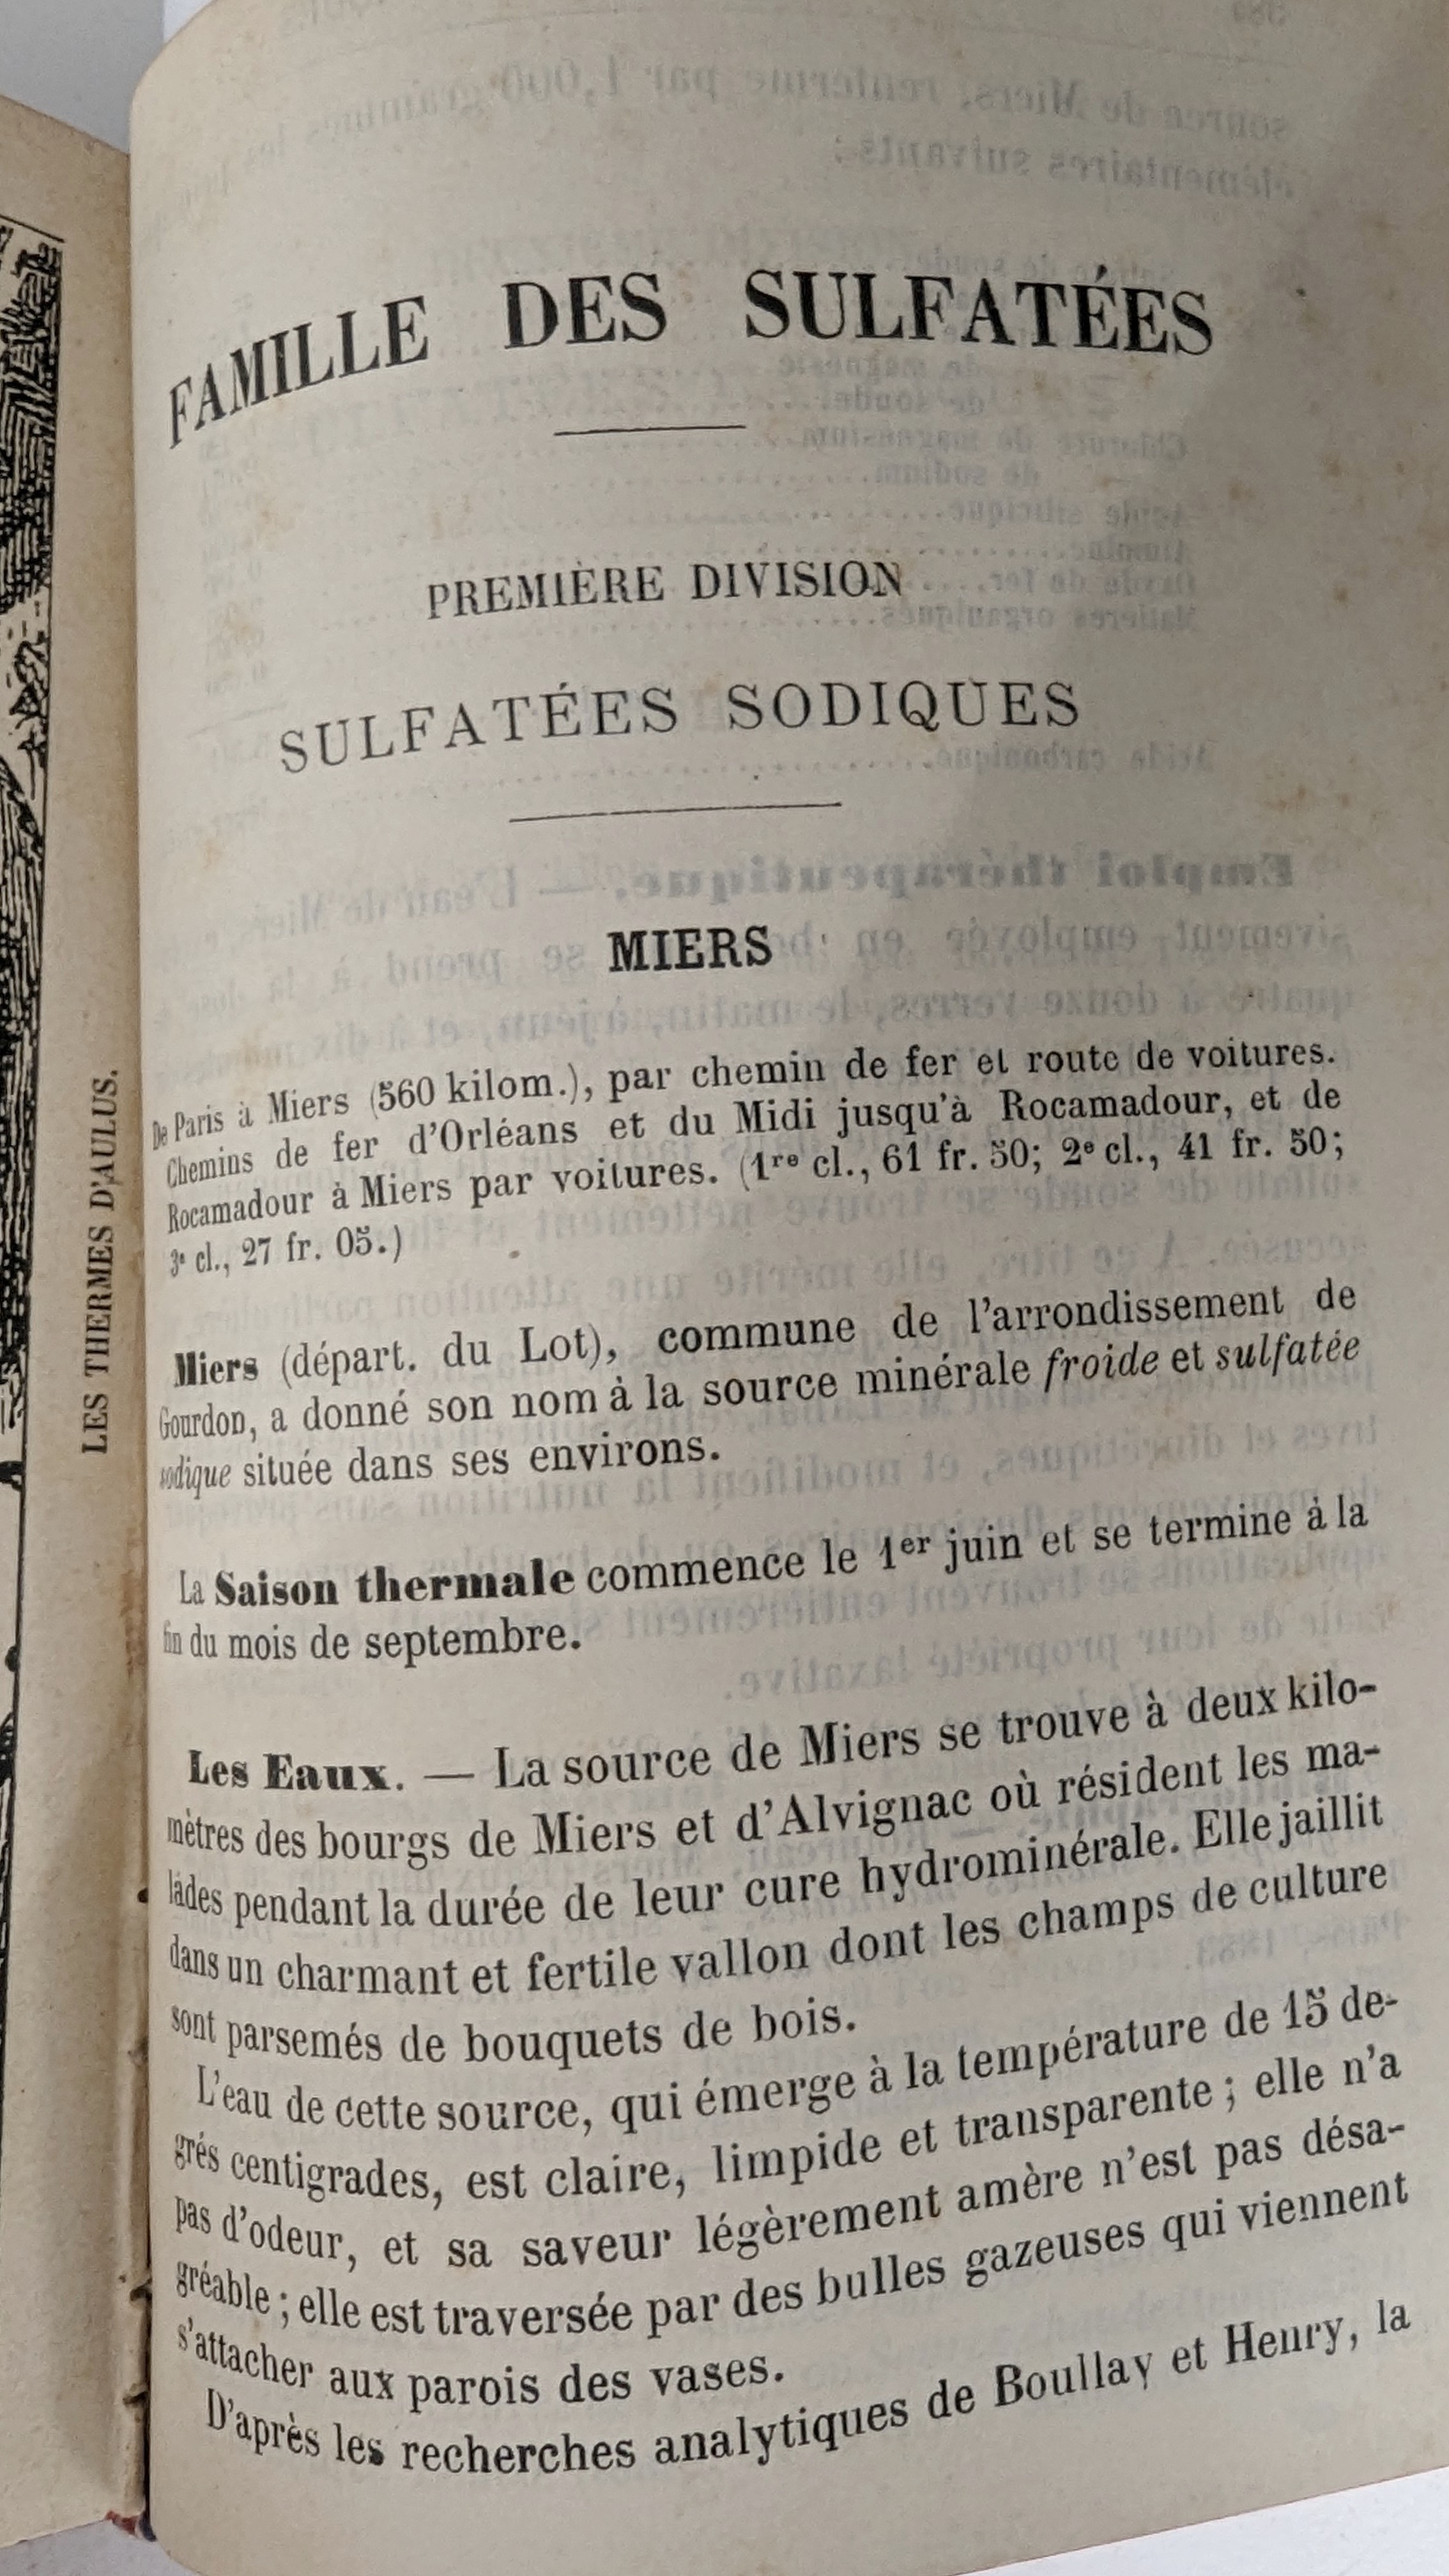 LES THERMES D'AULUS.
FAMILLE DES SULFATÉES
PREMIÈRE DIVISION
SULFATÉES SODIQUES
MIERS
De Paris à Miers (560 kilom.), par chemin de fer et route de voitures.
Chemins de fer d'Orléans et du Midi jusqu'à Rocamadour, et de
Rocamadour à Miers par voitures. (1re cl., 61 fr. 50; 2e cl., 41 fr. 50;
3e cl., 27 fr. 05.)
Miers (départ. du Lot), commune de l'arrondissement de
Gourdon, a donné son nom à la source minérale froide et sulfatée
sodique située dans ses environs.
La Saison thermale commence le 1er juin et se termine à la
fin du mois de septembre.
Les Eaux. — La source de Miers se trouve à deux kilo-
mètres des bourgs de Miers et d'Alvignac où résident les ma-
lades pendant la durée de leur cure hydrominérale. Elle jaillit
dans un charmant et fertile vallon dont les champs de culture
sont parsemés de bouquets de bois.
L'eau de cette source, qui émerge à la température de 15 de-
grés centigrades, est claire, limpide et transparente ; elle n'a
pas d'odeur, et sa saveur légèrement amère n'est pas désa-
gréable ; elle est traversée par des bulles gazeuses qui viennent
s'attacher aux parois des vases.
D'après les recherches analytiques de Boullay et Henry, la